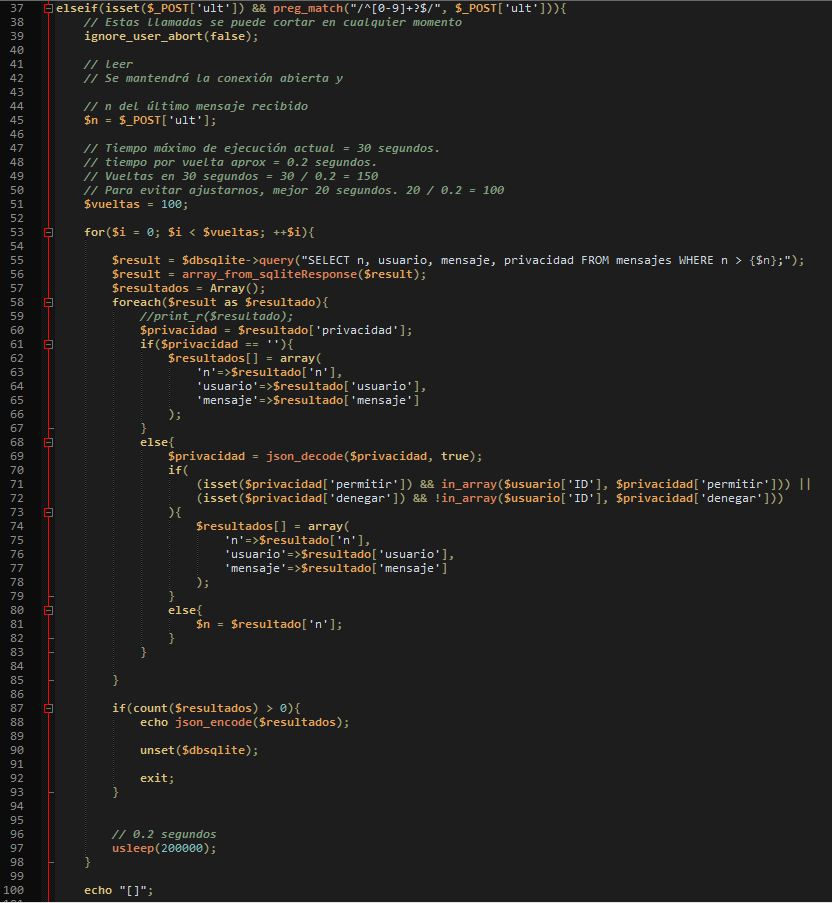 37 elseif(isset($_POST['ult']) && preg_match("/^[0-9]+?$/", $_POST['ult'])){
38 // Estas llamadas se puede cortar en cualquier momento
39 ignore_user_abort(false);
40
41 // leer
42 // Se mantendrá la conexión abierta y
43
44 // n del último mensaje recibido
45 $n = $_POST['ult'];
46
47 // Tiempo máximo de ejecución actual = 30 segundos.
48 // tiempo por vuelta aprox = 0.2 segundos.
49 // Vueltas en 30 segundos = 30 / 0.2 = 150
50 // Para evitar ajustarnos, mejor 20 segundos. 20 / 0.2 = 100
51 $vueltas = 100;
52
53 for($i = 0; $i < $vueltas; ++$i){
54
55 $result = $dbsqlite->query("SELECT n, usuario, mensaje, privacidad FROM mensajes WHERE n > {$n};");
56 $result = array_from_sqliteResponse($result);
57 $resultados = Array();
58 foreach($result as $resultado){
59 //print_r($resultado);
60 $privacidad = $resultado['privacidad'];
61 if($privacidad == ''){
62 $resultados[] = array(
63 'n'=>$resultado['n'],
64 'usuario'=>$resultado['usuario'],
65 'mensaje'=>$resultado['mensaje']
66 );
67 }
68 else{
69 $privacidad = json_decode($privacidad, true);
70 if(
71 (isset($privacidad['permitir']) && in_array($usuario['ID'], $privacidad['permitir'])) ||
72 (isset($privacidad['denegar']) && !in_array($usuario['ID'], $privacidad['denegar']))
73 ){
74 $resultados[] = array(
75 'n'=>$resultado['n'],
76 'usuario'=>$resultado['usuario'],
77 'mensaje'=>$resultado['mensaje']
78 );
79 }
80 else{
81 $n = $resultado['n'];
82 }
83 }
84
85 }
86
87 if(count($resultados) > 0){
88 echo json_encode($resultados);
89
90 unset($dbsqlite);
91
92 exit;
93 }
94
95
96 // 0.2 segundos
97 usleep(200000);
98 }
99
100 echo "[]";